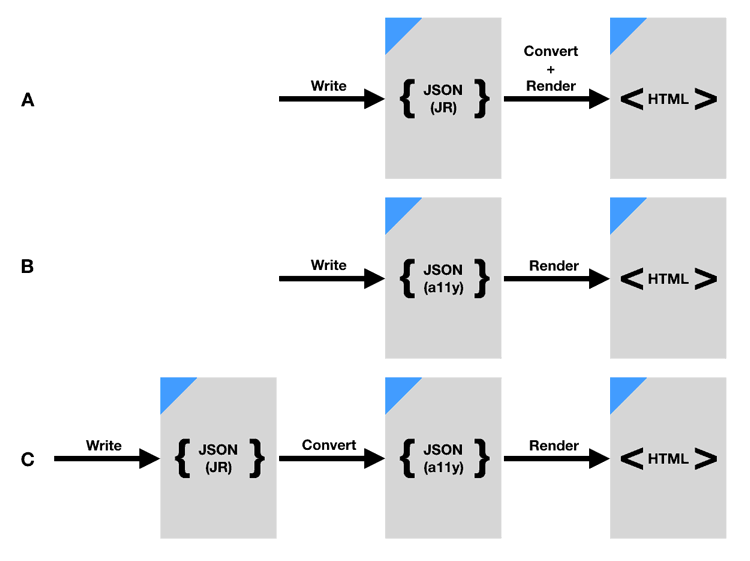 A
Write
{ JSON }
(JR)
Convert
+
Render
< HTML >
B
Write
{ JSON }
(a11y)
Render
< HTML >
C
Write
{ JSON }
(JR)
Convert
{ JSON }
(a11y)
Render
< HTML >